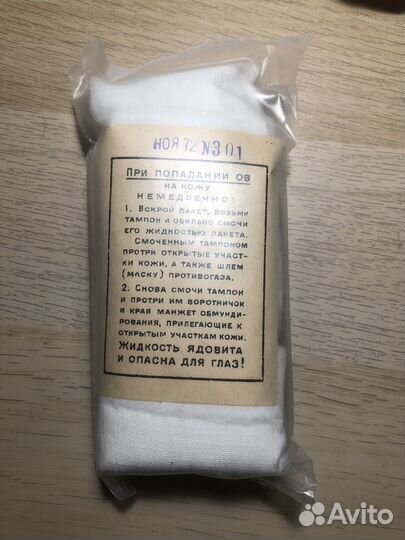 НОЯ 72 N301
ПРИ ПОПАДАНИИ ОВ
НА КОЖУ
НЕМЕДЛЕННО:
1. Вскрой пакет, возьми
тампон и обильно смочи
его жидкостью пакета.
Смоченным тампоном
протри открытые участ-
ки кожи, а также шлем
(маску) противогаза.
2. Снова смочи тампон
и протри им воротничок
и края манжет обмунди-
рования, прилегающие к
открытым участкам кожи.
Жидкость ядовита
и опасна для глаз!
Avito